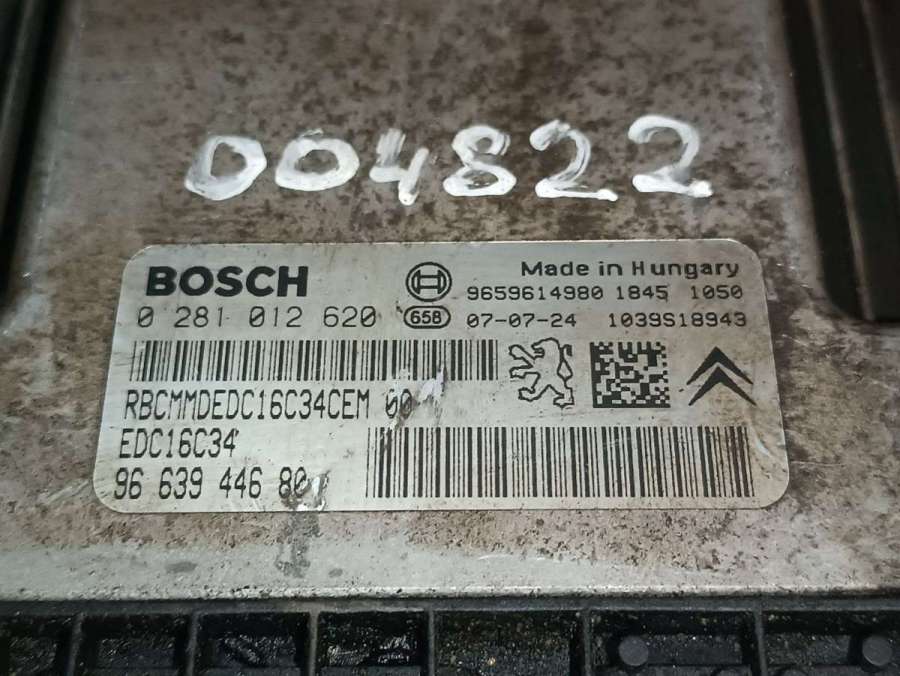 004822
BOSCH
Made in Hungary
9659614980 1845 1050
0 281 012 620 658 07-07-24 1039S18943
RBCMMDEDC16C34CEM 00
EDC16C34
96 639 446 80